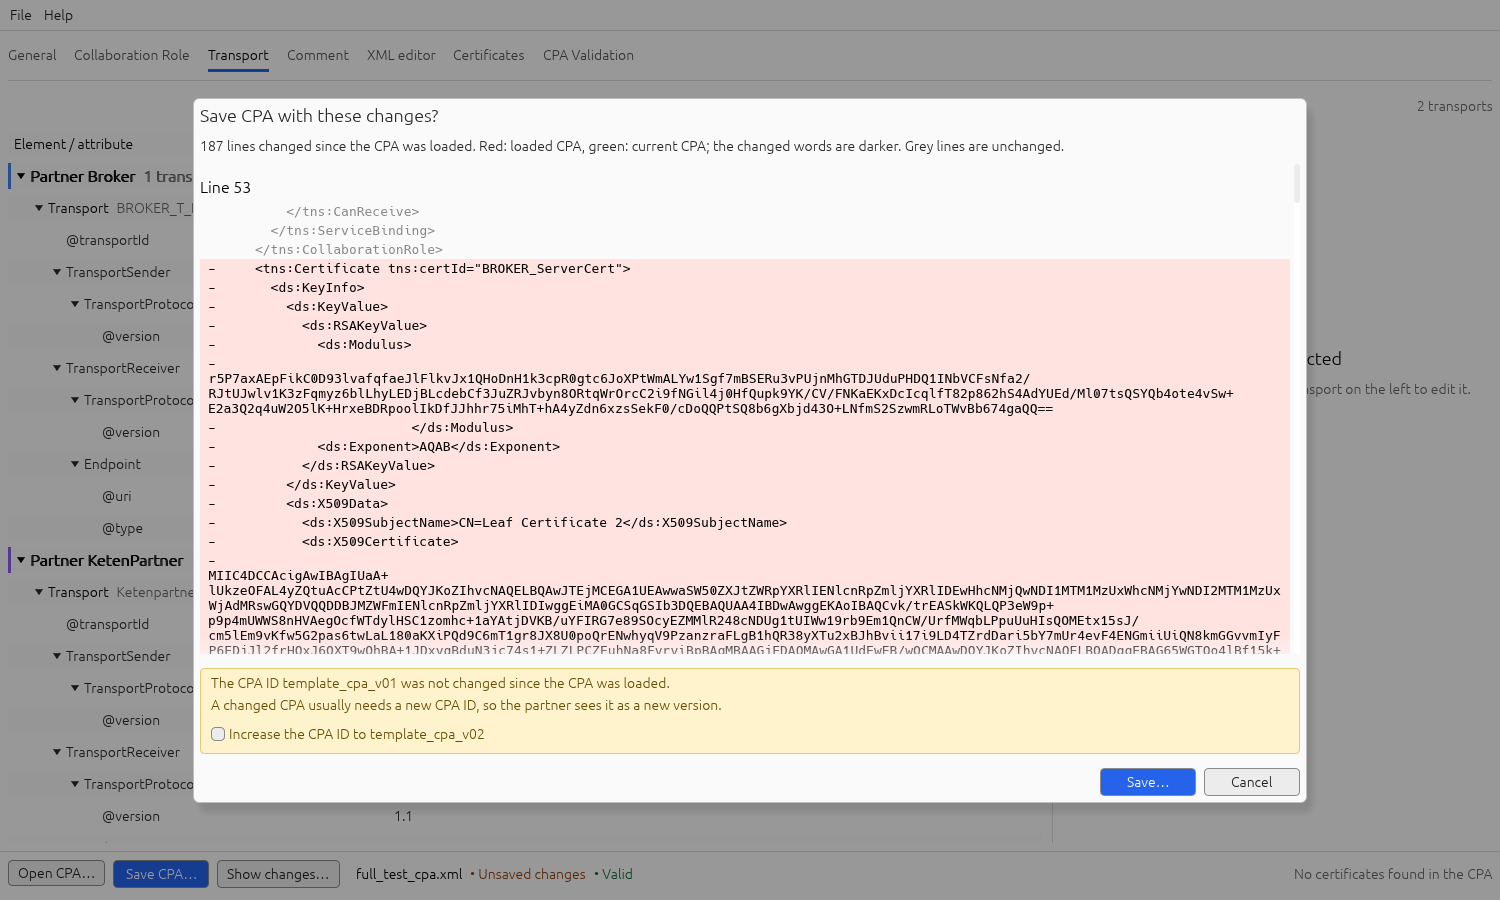 File Help
General Collaboration Role Transport Comment XML editor Certificates CPA Validation
2 transports
Element / attribute
Partner Broker 1 trans
Transport BROKER_T_
@transportId
TransportSender
TransportProtoco
@version
TransportReceiver
TransportProtoco
@version
Endpoint
@uri
@type
Partner KetenPartner
Transport Ketenpartne
@transportId
TransportSender
TransportProtoco
@version
TransportReceiver
TransportProtoco
@version 1.1
cted
sport on the left to edit it.
Save CPA with these changes?
187 lines changed since the CPA was loaded. Red: loaded CPA, green: current CPA; the changed words are darker. Grey lines are unchanged.
Line 53
</tns:CanReceive>
</tns:ServiceBinding>
</tns:CollaborationRole>
- <tns:Certificate tns:certId="BROKER_ServerCert">
- <ds:KeyInfo>
- <ds:KeyValue>
- <ds:RSAKeyValue>
- <ds:Modulus>
-
r5P7axAEpFikC0D93lvafqfaeJlFlkvJx1QHoDnH1k3cpR0gtc6JoXPtWmALYw1Sgf7mBSERu3vPUjnMhGTDJUduPHDQ1INbVCFsNfa2/
RJtUJwlv1K3zFqmyz6blLhyLEDjBLcdebCf3JuZRJvbyn8ORtqWrOrcC2i9fNGil4j0HfQupk9YK/CV/FNKaEKxDcIcqlfT82p862hS4AdYUEd/Ml07tsQSYQb4ote4vSw+
E2a3Q2q4uW2O5lK+HrxeBDRpoolIkDfJJhhr75iMhT+hA4yZdn6xzsSekF0/cDoQQPtSQ8b6gXbjd43O+LNfmS2SzwmRLoTWvBb674gaQQ==
- </ds:Modulus>
- <ds:Exponent>AQAB</ds:Exponent>
- </ds:RSAKeyValue>
- </ds:KeyValue>
- <ds:X509Data>
- <ds:X509SubjectName>CN=Leaf Certificate 2</ds:X509SubjectName>
- <ds:X509Certificate>
-
MIIC4DCCAcigAwIBAgIUaA+
lUkzeOFAL4yZQtuAcCPtZtU4wDQYJKoZIhvcNAQELBQAwJTEjMCEGA1UEAwwaSW50ZXJtZWRpYXRlIENlcnRpZmljYXRlIDEwHhcNMjQwNDI1MTM1MzUxWhcNMjYwNDI2MTM1MzUx
WjAdMRswGQYDVQQDDBJMZWFmIENlcnRpZmljYXRlIDIwggEiMA0GCSqGSIb3DQEBAQUAA4IBDwAwggEKAoIBAQCvk/trEASkWKQLQP3eW9p+
p9p4mUWWS8nHVAegOcfWTdylHSC1zomhc+1aYAtjDVKB/uYFIRG7e89SOcyEZMMlR248cNDUg1tUIWw19rb9Em1QnCW/UrfMWqbLPpuUuHIsQOMEtx15sJ/
cm5lEm9vKfw5G2pas6twLaL180aKXiPQd9C6mT1gr8JX8U0poQrENwhyqV9PzanzraFLgB1hQR38yXTu2xBJhBvii17i9LD4TZrdDari5bY7mUr4evF4ENGmiiUiQN8kmGGvvmIyF
The CPA ID template_cpa_v01 was not changed since the CPA was loaded.
A changed CPA usually needs a new CPA ID, so the partner sees it as a new version.
Increase the CPA ID to template_cpa_v02
Save… Cancel
Open CPA… Save CPA… Show changes… full_test_cpa.xml • Unsaved changes • Valid No certificates found in the CPA